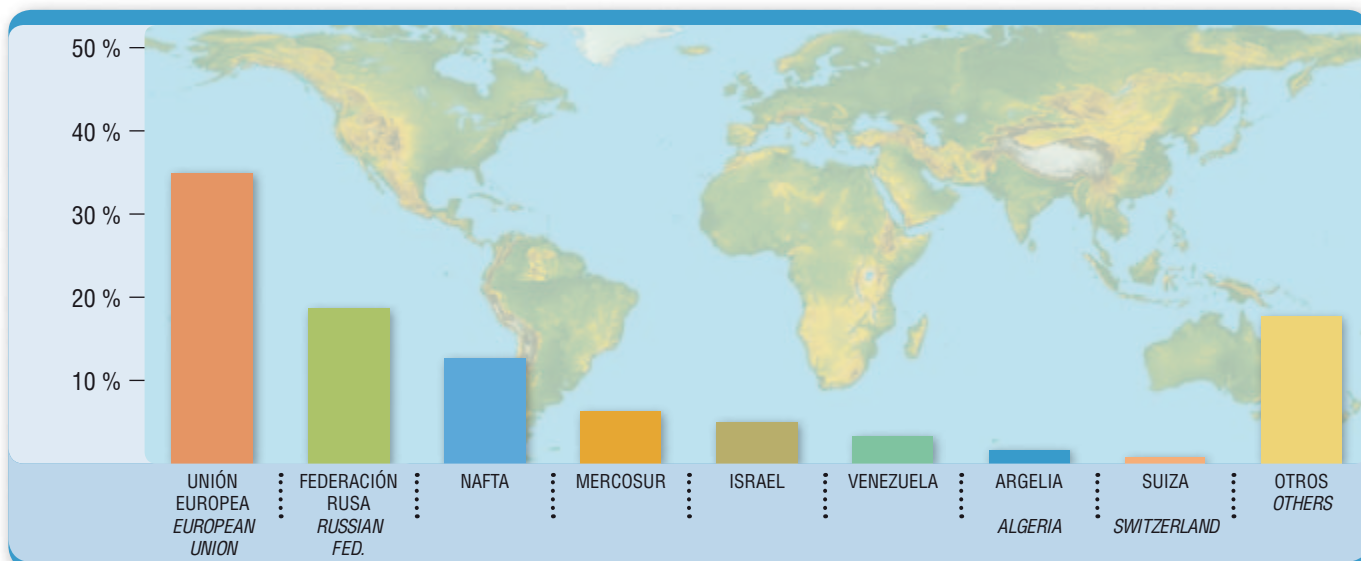 50 %
40 %
30 %
20 %
10 %
UNIÓN
EUROPEA
EUROPEAN
UNION
FEDERACIÓN
RUSA
RUSSIAN
FED.
NAFTA
MERCOSUR
ISRAEL
VENEZUELA
ARGELIA
ALGERIA
SUIZA
SWITZERLAND
OTROS
OTHERS